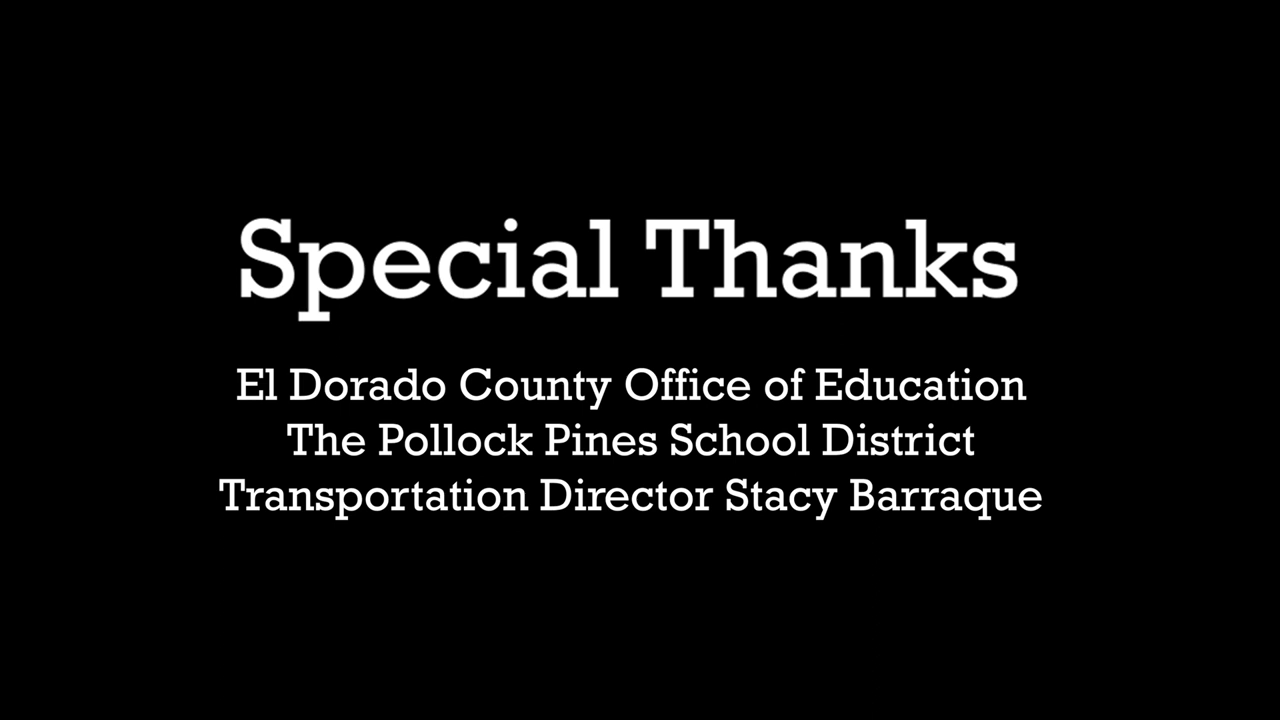 Special Thanks
El Dorado County Office of Education
The Pollock Pines School District
Transportation Director Stacy Barraque